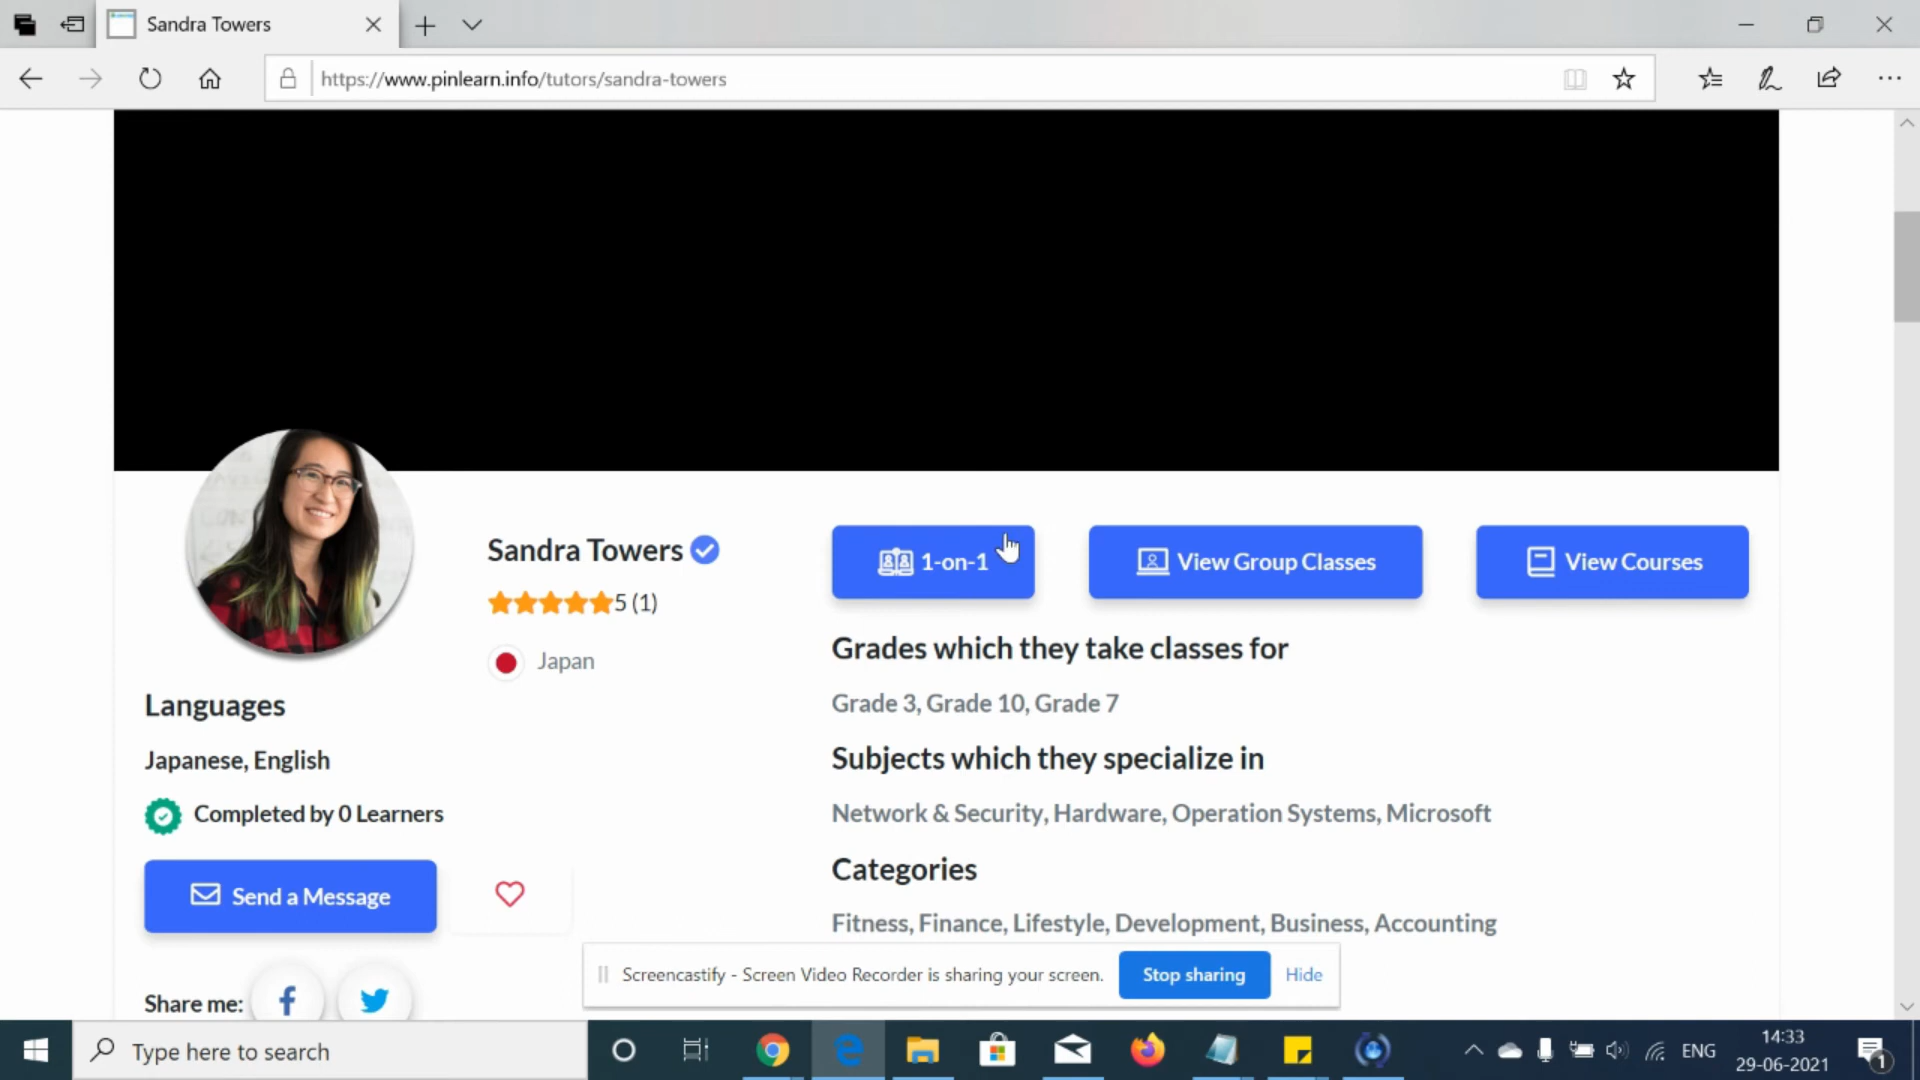 Sandra Towers
https://www.pinlearn.info/tutors/sandra-towers
Sandra Towers
5 (1)
Japan
Languages
Japanese, English
Completed by 0 Learners
Send a Message
Share me:
1-on-1
View Group Classes
View Courses
Grades which they take classes for
Grade 3, Grade 10, Grade 7
Subjects which they specialize in
Network & Security, Hardware, Operation Systems, Microsoft
Categories
Fitness, Finance, Lifestyle, Development, Business, Accounting
Screencastify - Screen Video Recorder is sharing your screen.
Stop sharing
Hide
Type here to search
ENG
14:33
29-06-2021
1